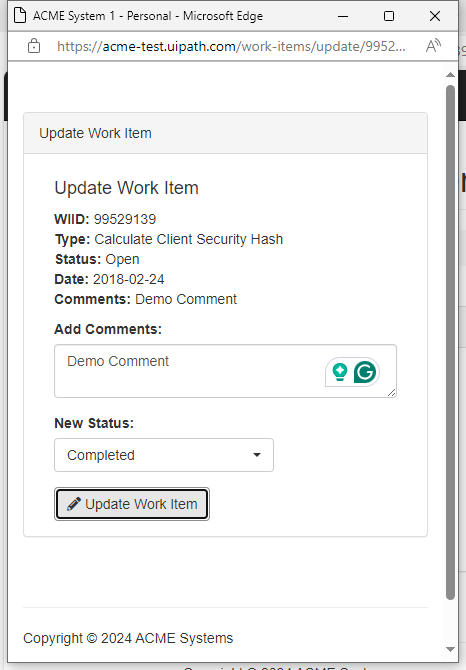 ACME System 1 - Personal - Microsoft Edge
https://acme-test.uipath.com/work-items/update/9952...
Update Work Item
Update Work Item
WIID: 99529139
Type: Calculate Client Security Hash
Status: Open
Date: 2018-02-24
Comments: Demo Comment
Add Comments:
Demo Comment
New Status:
Completed
Update Work Item
Copyright © 2024 ACME Systems